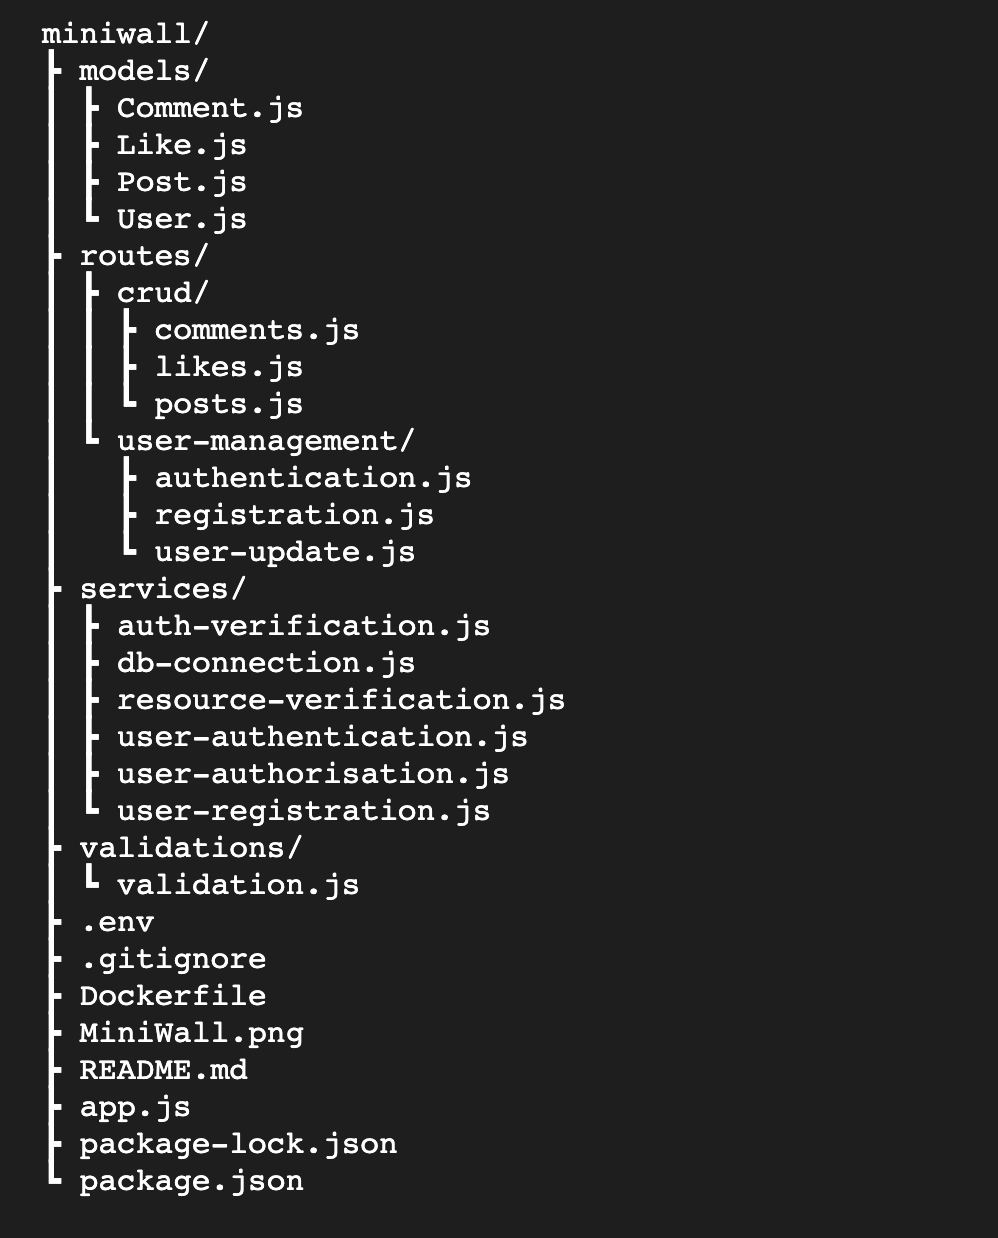 miniwall/
┣ models/
┃ ┣ Comment.js
┃ ┣ Like.js
┃ ┣ Post.js
┃ ┗ User.js
┣ routes/
┃ ┣ crud/
┃ ┃ ┣ comments.js
┃ ┃ ┣ likes.js
┃ ┃ ┗ posts.js
┃ ┗ user-management/
┃   ┣ authentication.js
┃   ┣ registration.js
┃   ┗ user-update.js
┣ services/
┃ ┣ auth-verification.js
┃ ┣ db-connection.js
┃ ┣ resource-verification.js
┃ ┣ user-authentication.js
┃ ┣ user-authorisation.js
┃ ┗ user-registration.js
┣ validations/
┃ ┗ validation.js
┣ .env
┣ .gitignore
┣ Dockerfile
┣ MiniWall.png
┣ README.md
┣ app.js
┣ package-lock.json
┗ package.json